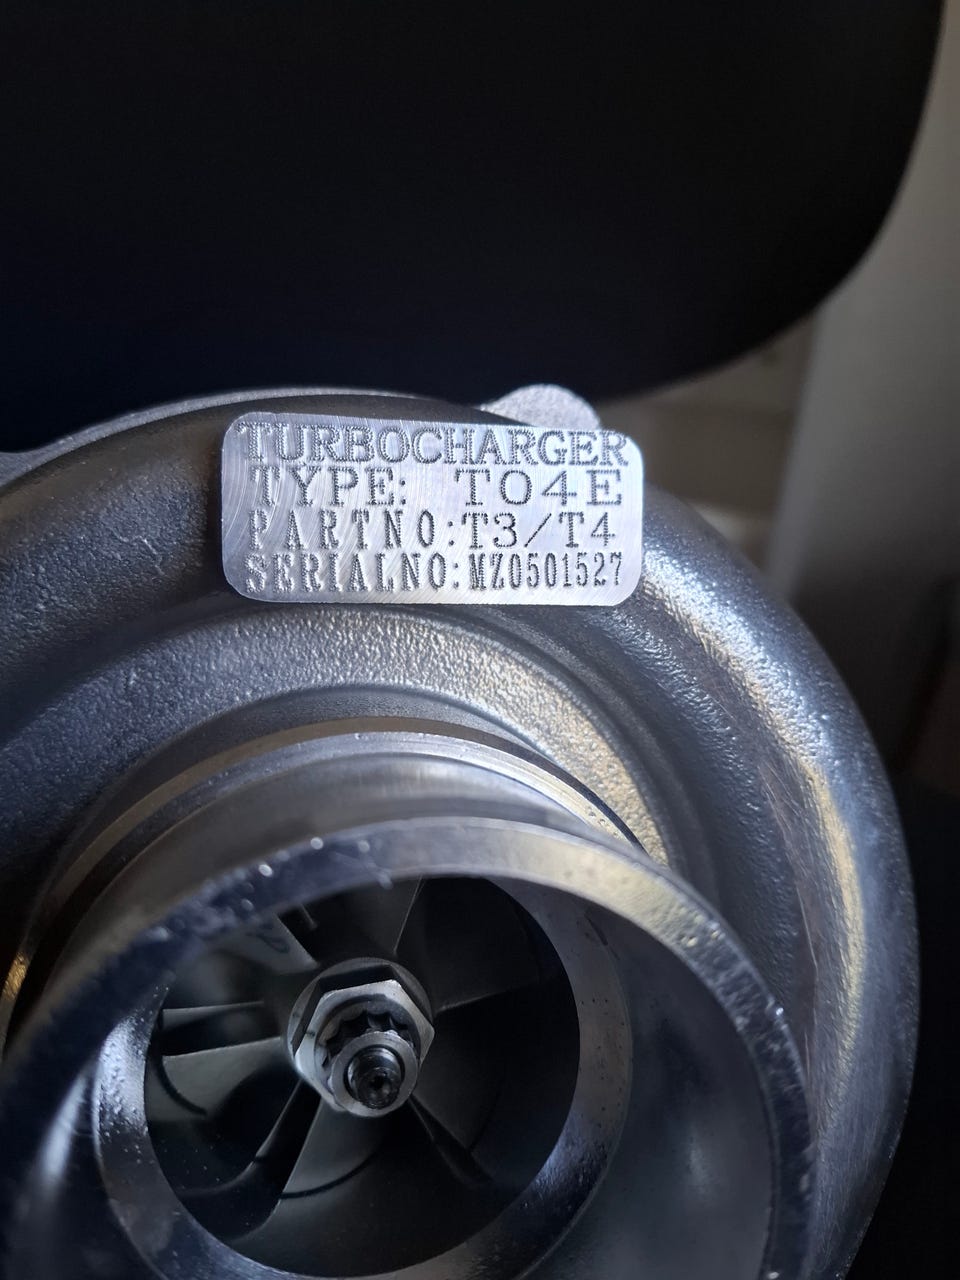 TURBOCHARGER
TYPE: T04E
PARTNO:T3/T4
SERIALNO:MZ0501527